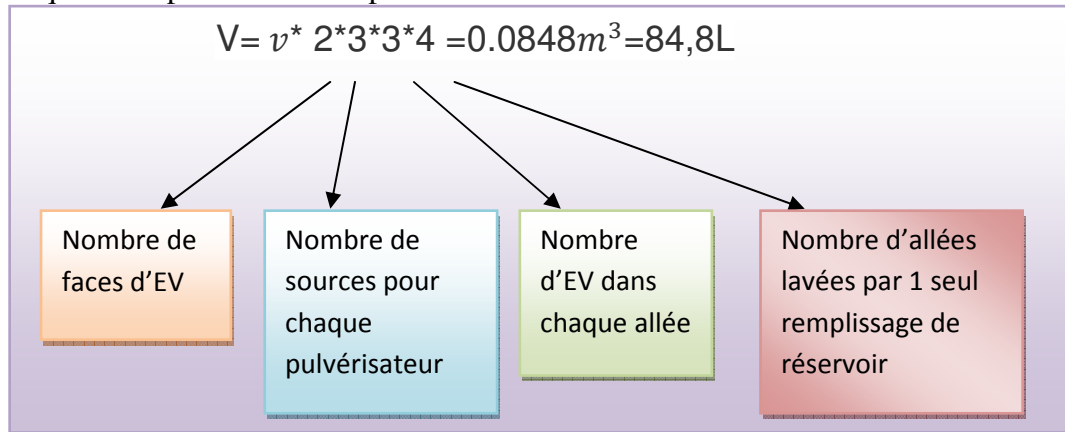 V= 𝑣* 2*3*3*4 =0.0848𝑚³=84,8L
Nombre de
faces d’EV
Nombre de
sources pour
chaque
pulvérisateur
Nombre
d’EV dans
chaque allée
Nombre d’allées
lavées par 1 seul
remplissage de
réservoir